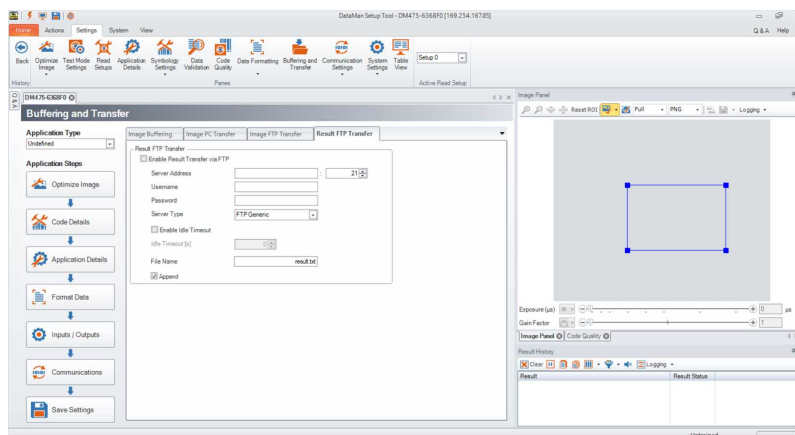 DataMan Setup Tool - DM475-6368F0 [169.254.167.85]
Home Actions Settings System View
Q & A Help
Back Optimize Image Test Mode Settings Read Setups Application Details Symbology Settings Data Validation Code Quality Data Formatting Buffering and Transfer Communication Settings System Settings Table View Setup 0
History Panes Active Read Setup
Q & A
DM475-6368F0
Buffering and Transfer
Application Type
Undefined
Application Steps
Optimize Image
Code Details
Application Details
Format Data
Inputs / Outputs
Communications
Save Settings
Image Buffering Image PC Transfer Image FTP Transfer Result FTP Transfer
Result FTP Transfer
Enable Result Transfer via FTP
Server Address : 21
Username
Password
Server Type FTP Generic
Enable Idle Timeout
Idle Timeout [s]
File Name result.txt
Append
Image Panel
Reset ROI Full PNG Logging
Exposure (µs) 0 µs
Gain Factor 1
Image Panel Code Quality
Result History
Clear Logging
Result Result Status